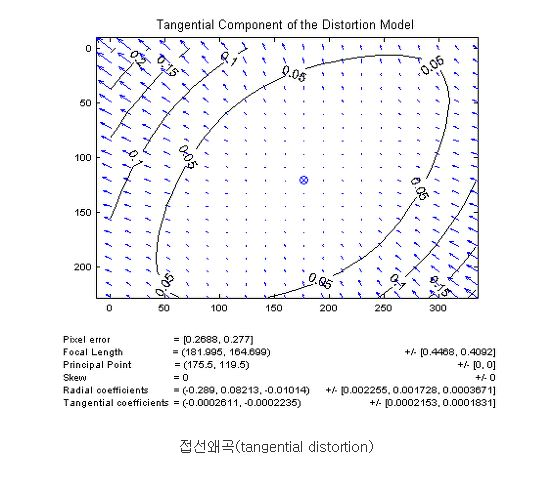 Tangential Component of the Distortion Model
0
50
100
150
200
0 50 100 150 200 250 300
0.2
0.15
0.1
0.05
0.05
0.05
0.1
0.05
0.05
0.05
0.1
0.15
Pixel error = [0.2688, 0.277]
Focal Length = (181.995, 164.699) +/- [0.4468, 0.4092]
Principal Point = (175.5, 119.5) +/- [0, 0]
Skew = 0 +/- 0
Radial coefficients = (-0.289, 0.08213, -0.01014) +/- [0.002255, 0.001728, 0.0003671]
Tangential coefficients = (-0.0002611, -0.0002235) +/- [0.0002153, 0.0001831]
접선왜곡(tangential distortion)